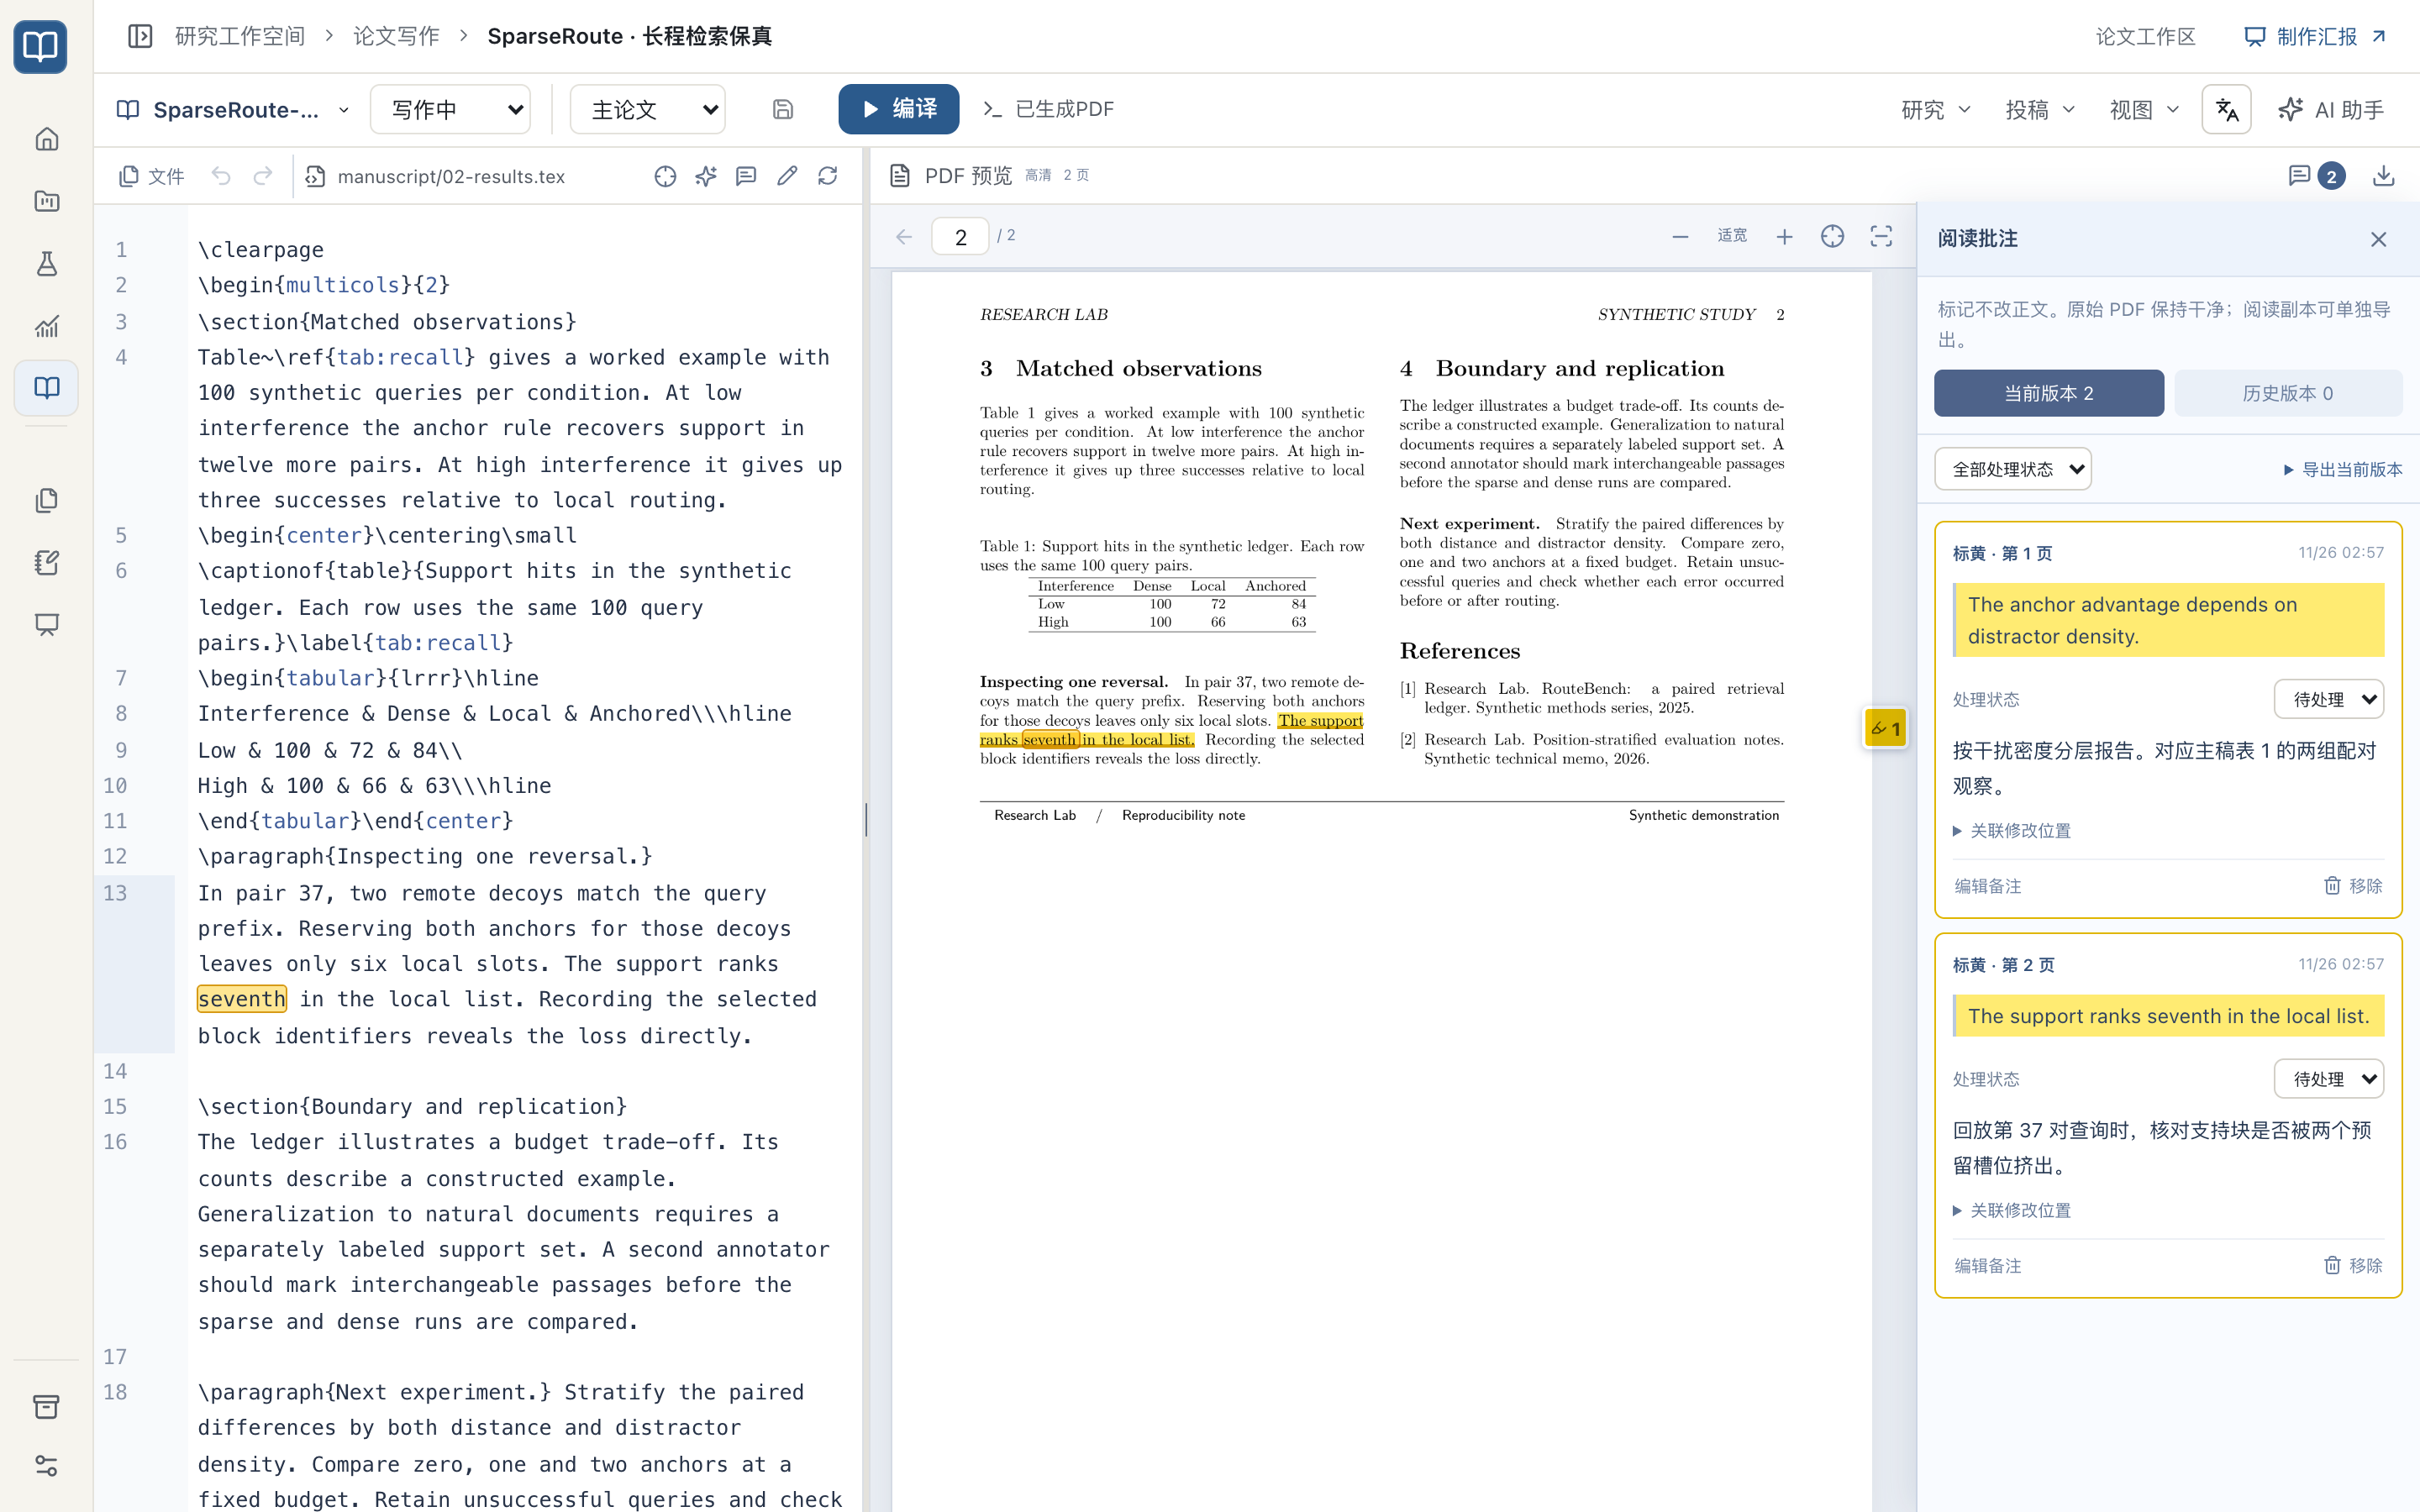 研究工作空间 > 论文写作 > SparseRoute · 长程检索保真
论文工作区
制作汇报
SparseRoute-...
写作中
主论文
编译
已生成PDF
研究
投稿
视图
AI 助手
文件
manuscript/02-results.tex
1 \clearpage
2 \begin{multicols}{2}
3 \section{Matched observations}
4 Table~\ref{tab:recall} gives a worked example with
100 synthetic queries per condition. At low
interference the anchor rule recovers support in
twelve more pairs. At high interference it gives up
three successes relative to local routing.
5 \begin{center}\centering\small
6 \captionof{table}{Support hits in the synthetic
ledger. Each row uses the same 100 query
pairs.}\label{tab:recall}
7 \begin{tabular}{lrrr}\hline
8 Interference & Dense & Local & Anchored\\\hline
9 Low & 100 & 72 & 84\\
10 High & 100 & 66 & 63\\\hline
11 \end{tabular}\end{center}
12 \paragraph{Inspecting one reversal.}
13 In pair 37, two remote decoys match the query
prefix. Reserving both anchors for those decoys
leaves only six local slots. The support ranks
seventh in the local list. Recording the selected
block identifiers reveals the loss directly.
14
15 \section{Boundary and replication}
16 The ledger illustrates a budget trade-off. Its
counts describe a constructed example.
Generalization to natural documents requires a
separately labeled support set. A second annotator
should mark interchangeable passages before the
sparse and dense runs are compared.
17
18 \paragraph{Next experiment.} Stratify the paired
differences by both distance and distractor
density. Compare zero, one and two anchors at a
fixed budget. Retain unsuccessful queries and check
PDF 预览 高清 2 页
2
2 / 2
适宽
RESEARCH LAB
SYNTHETIC STUDY 2
3 Matched observations
Table 1 gives a worked example with 100 synthetic
queries per condition. At low interference the anchor
rule recovers support in twelve more pairs. At high in-
terference it gives up three successes relative to local
routing.
Table 1: Support hits in the synthetic ledger. Each row
uses the same 100 query pairs.
Interference Dense Local Anchored
Low 100 72 84
High 100 66 63
Inspecting one reversal. In pair 37, two remote de-
coys match the query prefix. Reserving both anchors
for those decoys leaves only six local slots. The support
ranks seventh in the local list. Recording the selected
block identifiers reveals the loss directly.
4 Boundary and replication
The ledger illustrates a budget trade-off. Its counts de-
scribe a constructed example. Generalization to natural
documents requires a separately labeled support set. A
second annotator should mark interchangeable passages
before the sparse and dense runs are compared.
Next experiment. Stratify the paired differences by
both distance and distractor density. Compare zero,
one and two anchors at a fixed budget. Retain unsuc-
cessful queries and check whether each error occurred
before or after routing.
References
[1] Research Lab. RouteBench: a paired retrieval
ledger. Synthetic methods series, 2025.
[2] Research Lab. Position-stratified evaluation notes.
Synthetic technical memo, 2026.
Research Lab / Reproducibility note
Synthetic demonstration
1
阅读批注
标记不改正文。原始 PDF 保持干净；阅读副本可单独导
出。
当前版本 2
历史版本 0
全部处理状态
导出当前版本
标黄 · 第 1 页
11/26 02:57
The anchor advantage depends on
distractor density.
处理状态
待处理
按干扰密度分层报告。对应主稿表 1 的两组配对
观察。
关联修改位置
编辑备注
移除
标黄 · 第 2 页
11/26 02:57
The support ranks seventh in the local list.
处理状态
待处理
回放第 37 对查询时，核对支持块是否被两个预
留槽位挤出。
关联修改位置
编辑备注
移除